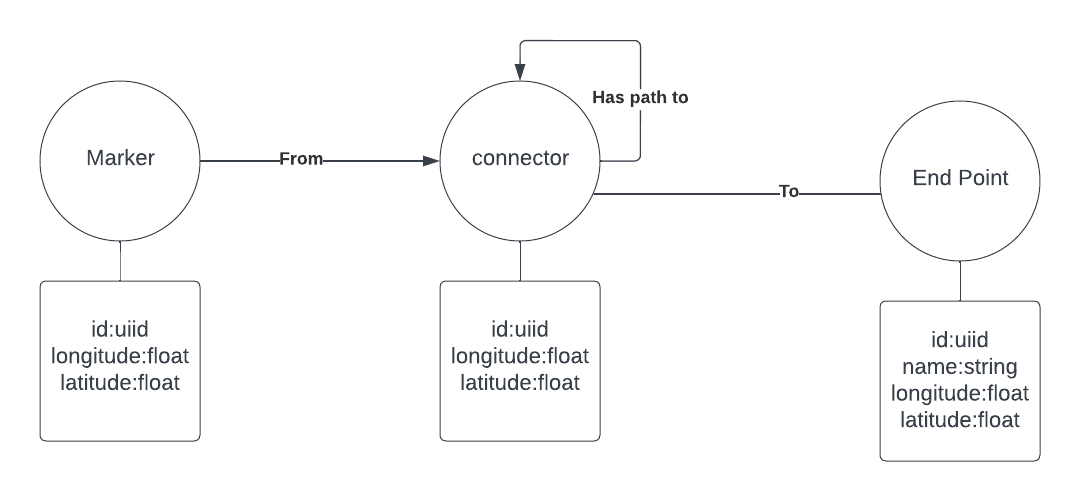 Marker
From
connector
Has path to
To
End Point
id:uiid
longitude:float
latitude:float
id:uiid
longitude:float
latitude:float
id:uiid
name:string
longitude:float
latitude:float